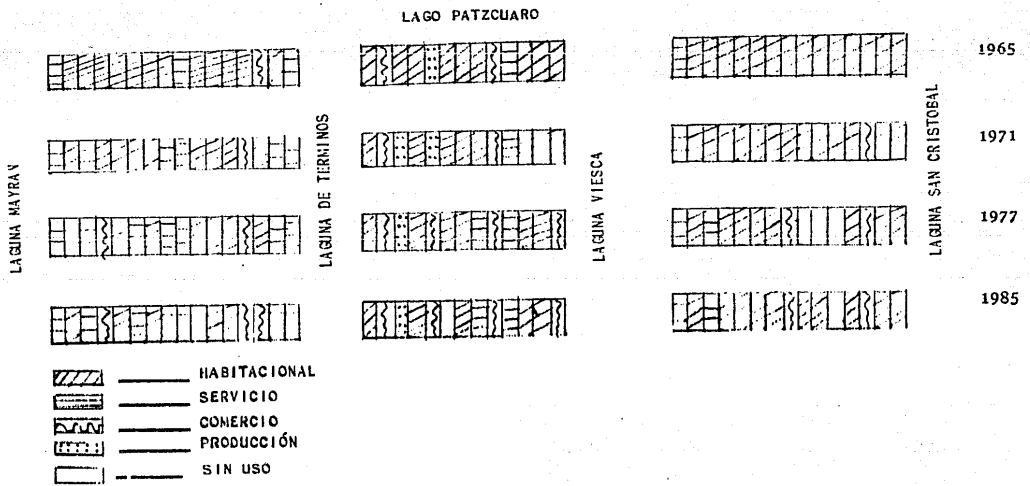 LAGO PATZCUARO
1965
1971
1977
1985
LAGUNA MAYRAN
LAGUNA DE TERMINOS
LAGUNA VIESCA
LAGUNA SAN CRISTOBAL
HABITACIONAL
SERVICIO
COMERCIO
PRODUCCIÓN
SIN USO